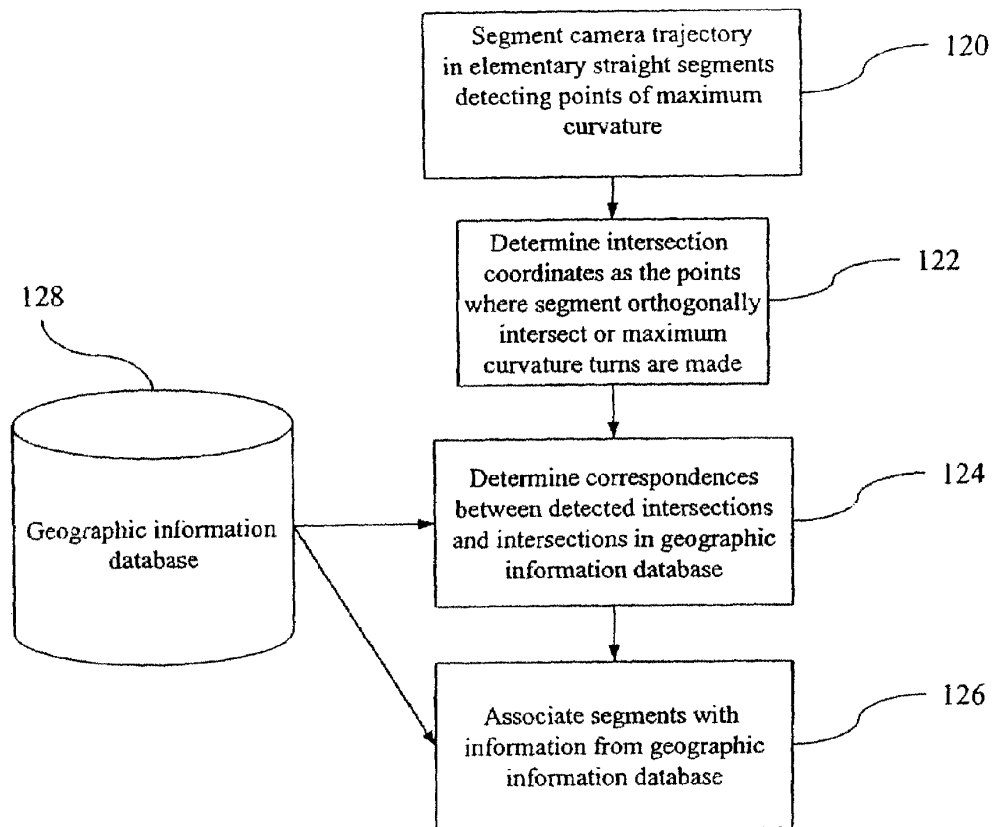 Segment camera trajectory
in elementary straight segments
detecting points of maximum
curvature
120
Determine intersection
coordinates as the points
where segment orthogonally
intersect or maximum
curvature turns are made
122
128
Geographic information
database
Determine correspondences
between detected intersections
and intersections in geographic
information database
124
Associate segments with
information from geographic
information database
126